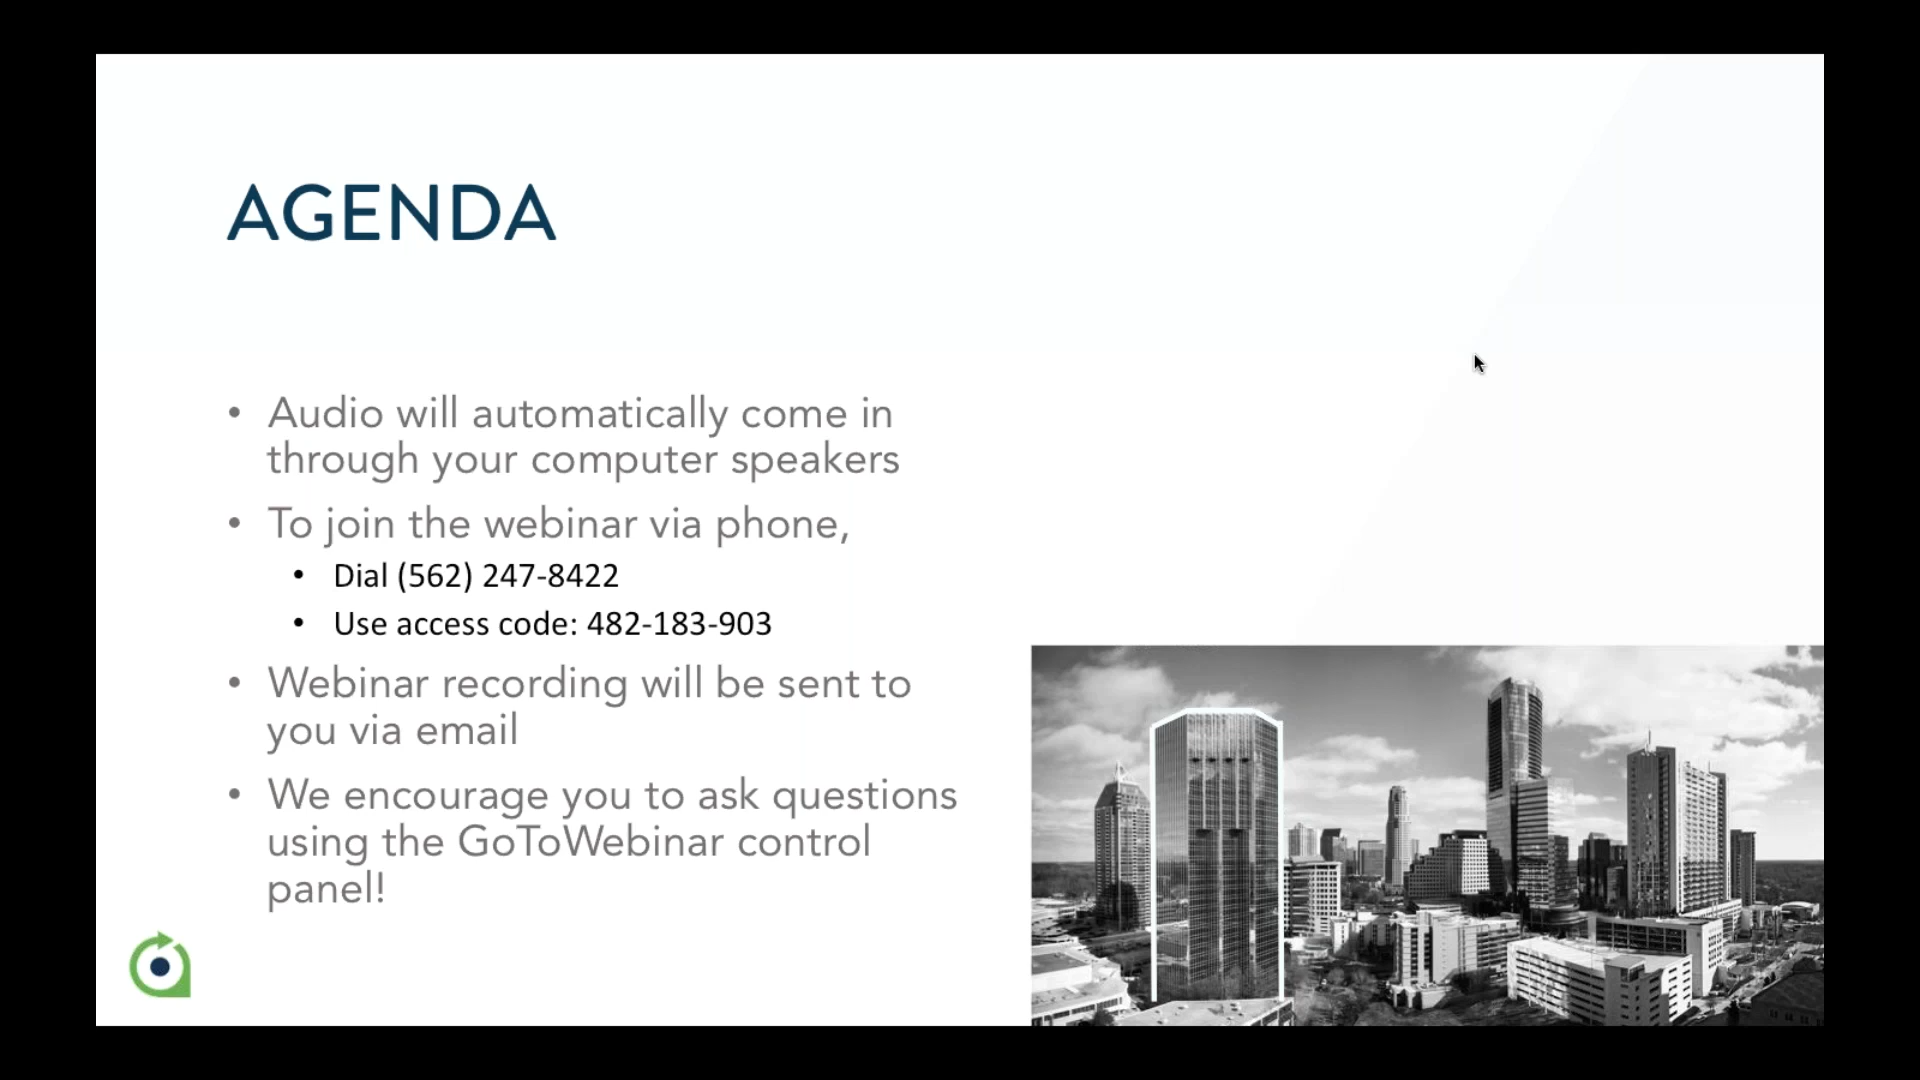 AGENDA
• Audio will automatically come in
through your computer speakers
• To join the webinar via phone,
• Dial (562) 247-8422
• Use access code: 482-183-903
• Webinar recording will be sent to
you via email
• We encourage you to ask questions
using the GoToWebinar control
panel!